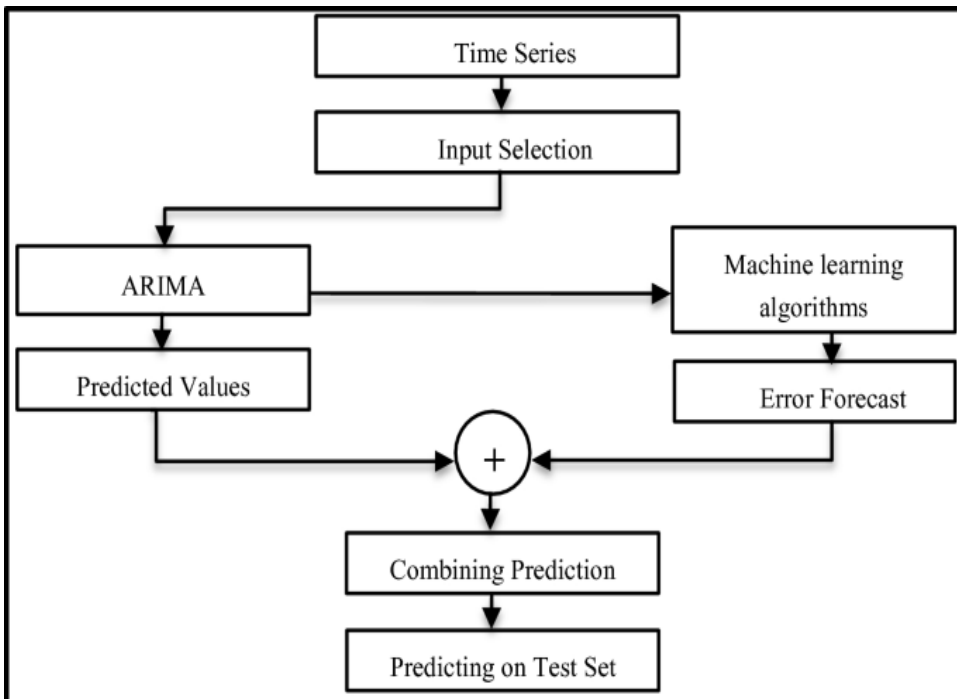 Time Series
Input Selection
ARIMA
Machine learning
algorithms
Predicted Values
Error Forecast
+
Combining Prediction
Predicting on Test Set